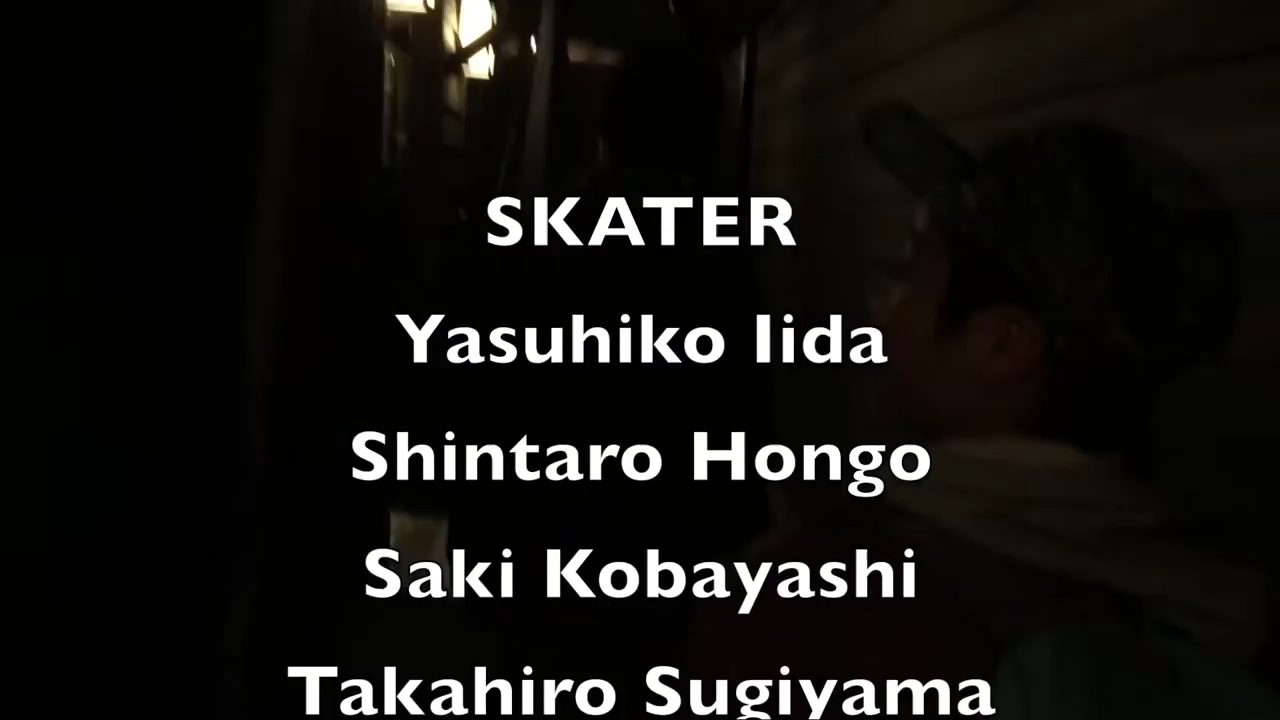 SKATER
Yasuhiko Iida
Shintaro Hongo
Saki Kobayashi
Takahiro Sugiyama